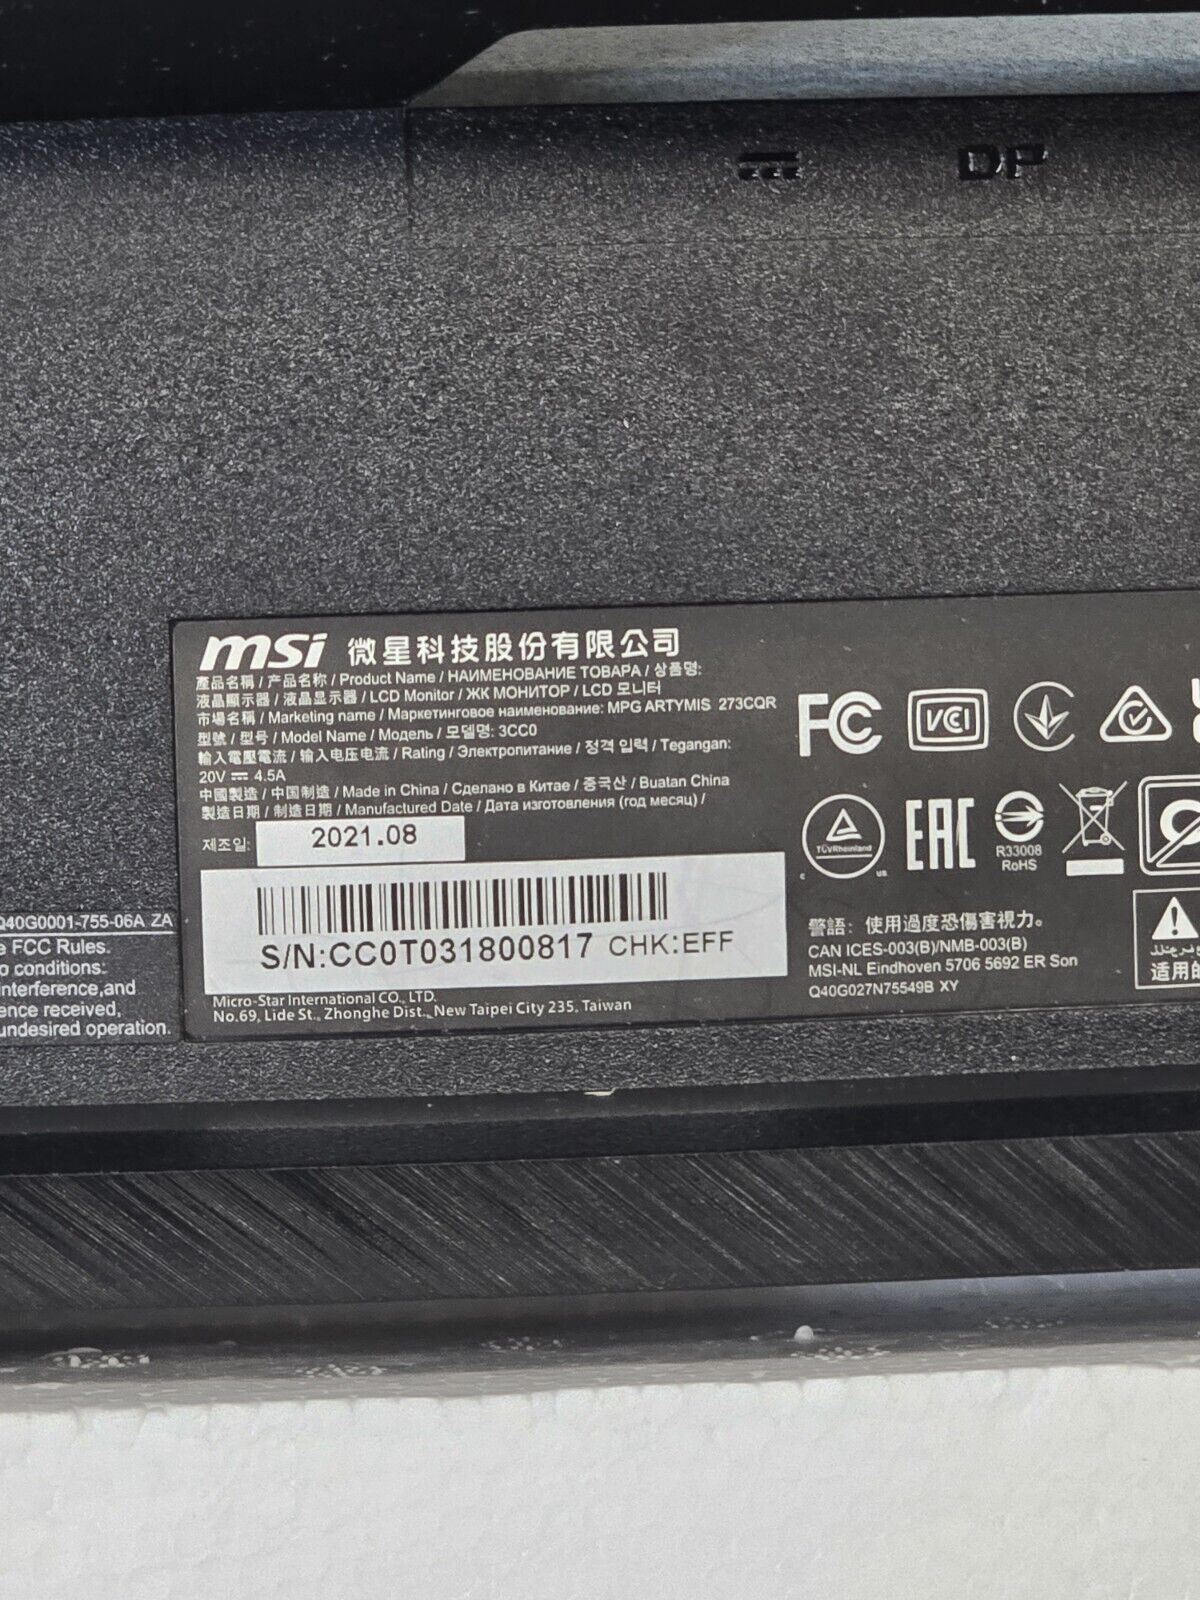 DP
msi 微星科技股份有限公司
產品名稱 / 产品名称 / Product Name / НАИМЕНОВАНИЕ ТОВАРА / 상품명:
液晶顯示器 / 液晶显示器 / LCD Monitor / ЖК МОНИТОР / LCD 모니터
市場名稱 / Marketing name / Маркетинговое наименование: MPG ARTYMIS 273CQR
型號 / 型号 / Model Name / Модель / 모델명: 3CC0
輸入電壓電流 / 输入电压电流 / Rating / Электропитание / 정격 입력 / Tegangan:
20V ⎓ 4.5A
中國製造 / 中国制造 / Made in China / Сделано в Китае / 중국산 / Buatan China
製造日期 / 制造日期 / Manufactured Date / Дата изготовления (год месяц) /
제조일: 2021.08
S/N:CC0T031800817 CHK:EFF
Micro-Star International CO., LTD.
No.69, Lide St., Zhonghe Dist., New Taipei City 235, Taiwan
FC
VCI
TÜVRheinland
c us
EAC
R33008
RoHS
警語: 使用過度恐傷害視力。
CAN ICES-003(B)/NMB-003(B)
MSI-NL Eindhoven 5706 5692 ER Son
Q40G027N75549B XY
适用的
Q40G0001-755-06A ZA
e FCC Rules.
o conditions:
nterference,and
ence received,
undesired operation.